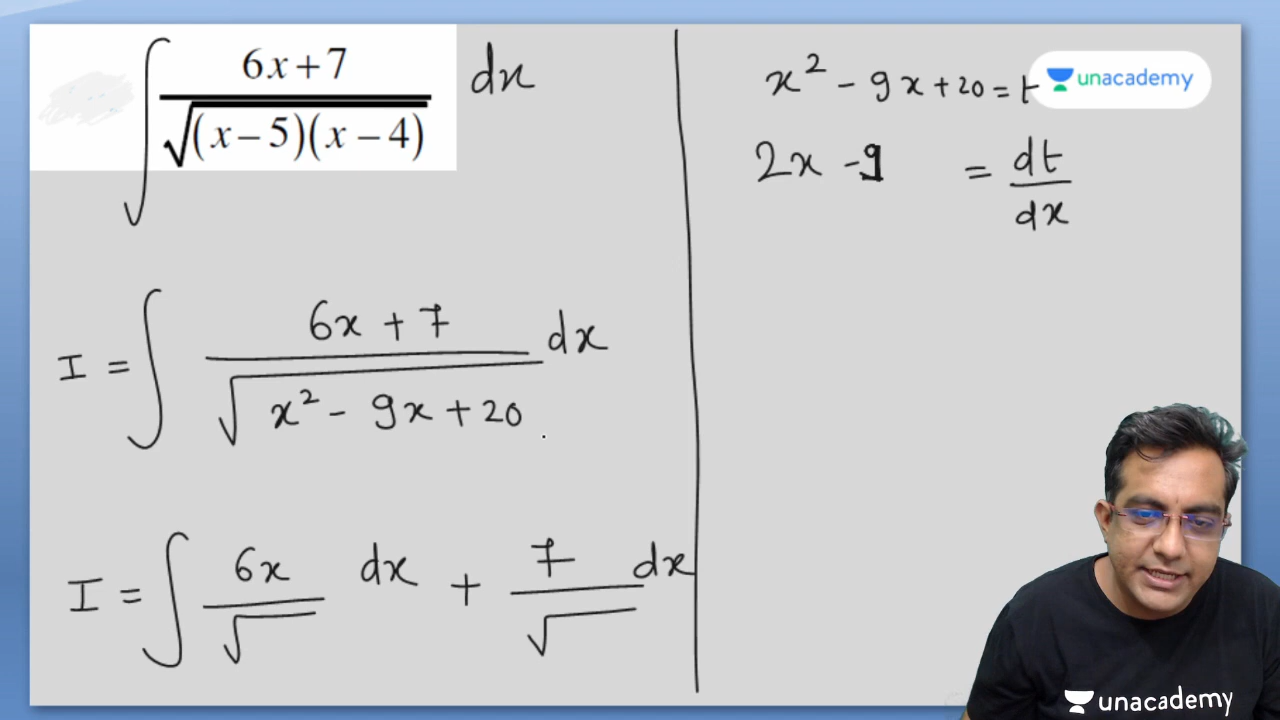 ∫ (6x+7)/√((x−5)(x−4)) dx
I = ∫ (6x+7)/√(x² − 9x + 20) dx
I = ∫ 6x/√ dx + 7/√ dx
x² − 9x + 20 = t
2x − 9 = dt/dx
unacademy
unacademy